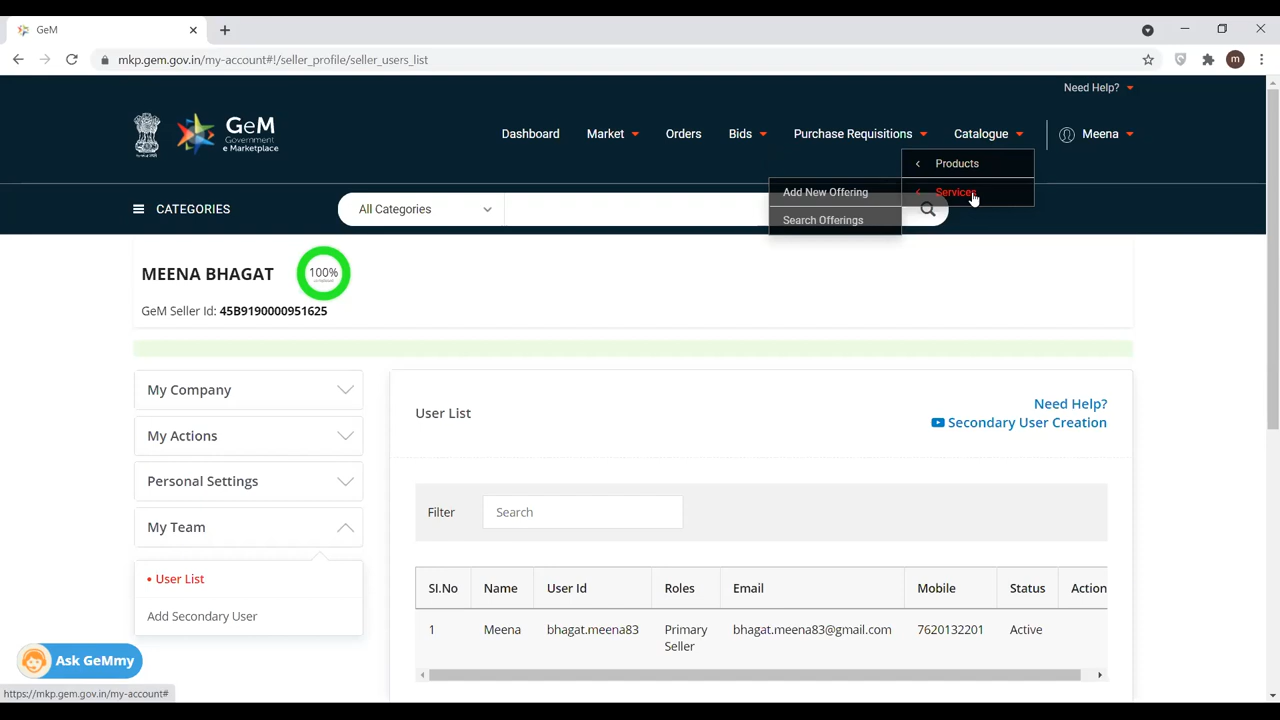 GeM
mkp.gem.gov.in/my-account#!/seller_profile/seller_users_list
m
Need Help?
GeM
Government
e Marketplace
Dashboard Market Orders Bids Purchase Requisitions Catalogue Meena
Products
Services
Add New Offering
Search Offerings
CATEGORIES All Categories
MEENA BHAGAT 100%
GeM Seller Id: 45B9190000951625
My Company
My Actions
Personal Settings
My Team
• User List
Add Secondary User
User List
Need Help?
Secondary User Creation
Filter Search
Sl.No Name User Id Roles Email Mobile Status Action
1 Meena bhagat.meena83 Primary Seller bhagat.meena83@gmail.com 7620132201 Active
Ask GeMmy
https://mkp.gem.gov.in/my-account#